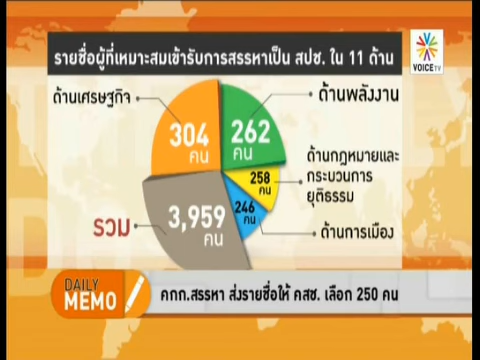 รายชื่อผู้ที่เหมาะสมเข้ารับการสรรหาเป็น สปช. ใน 11 ด้าน
VOICE TV
ด้านเศรษฐกิจ
304
คน
262
คน
ด้านพลังงาน
258
คน
ด้านกฎหมายและ
กระบวนการ
ยุติธรรม
246
คน
ด้านการเมือง
รวม
3,959
คน
DAILY
MEMO
คกก.สรรหา ส่งรายชื่อให้ คสช. เลือก 250 คน